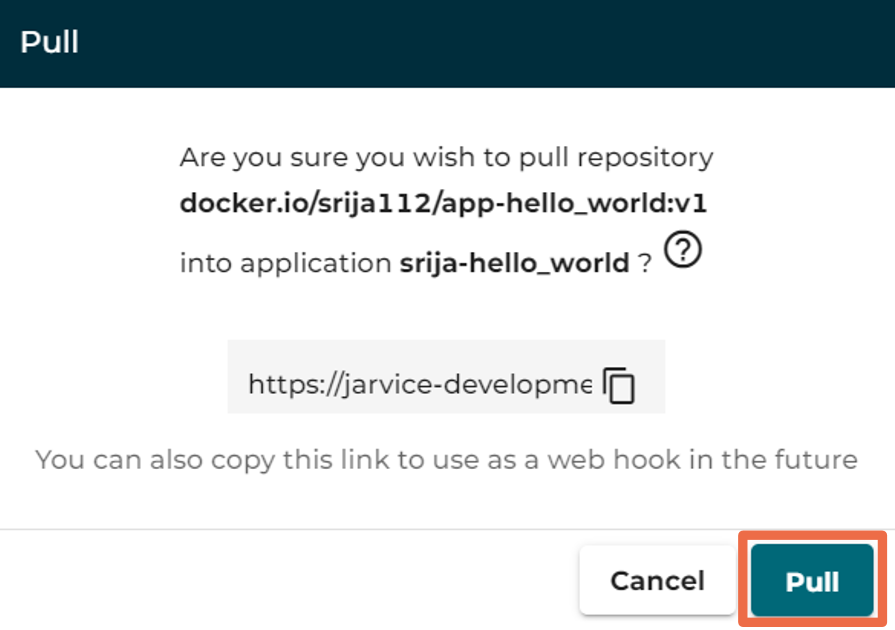 Pull
Are you sure you wish to pull repository
docker.io/srija112/app-hello_world:v1
into application srija-hello_world ?
https://jarvice-developme
You can also copy this link to use as a web hook in the future
Cancel
Pull